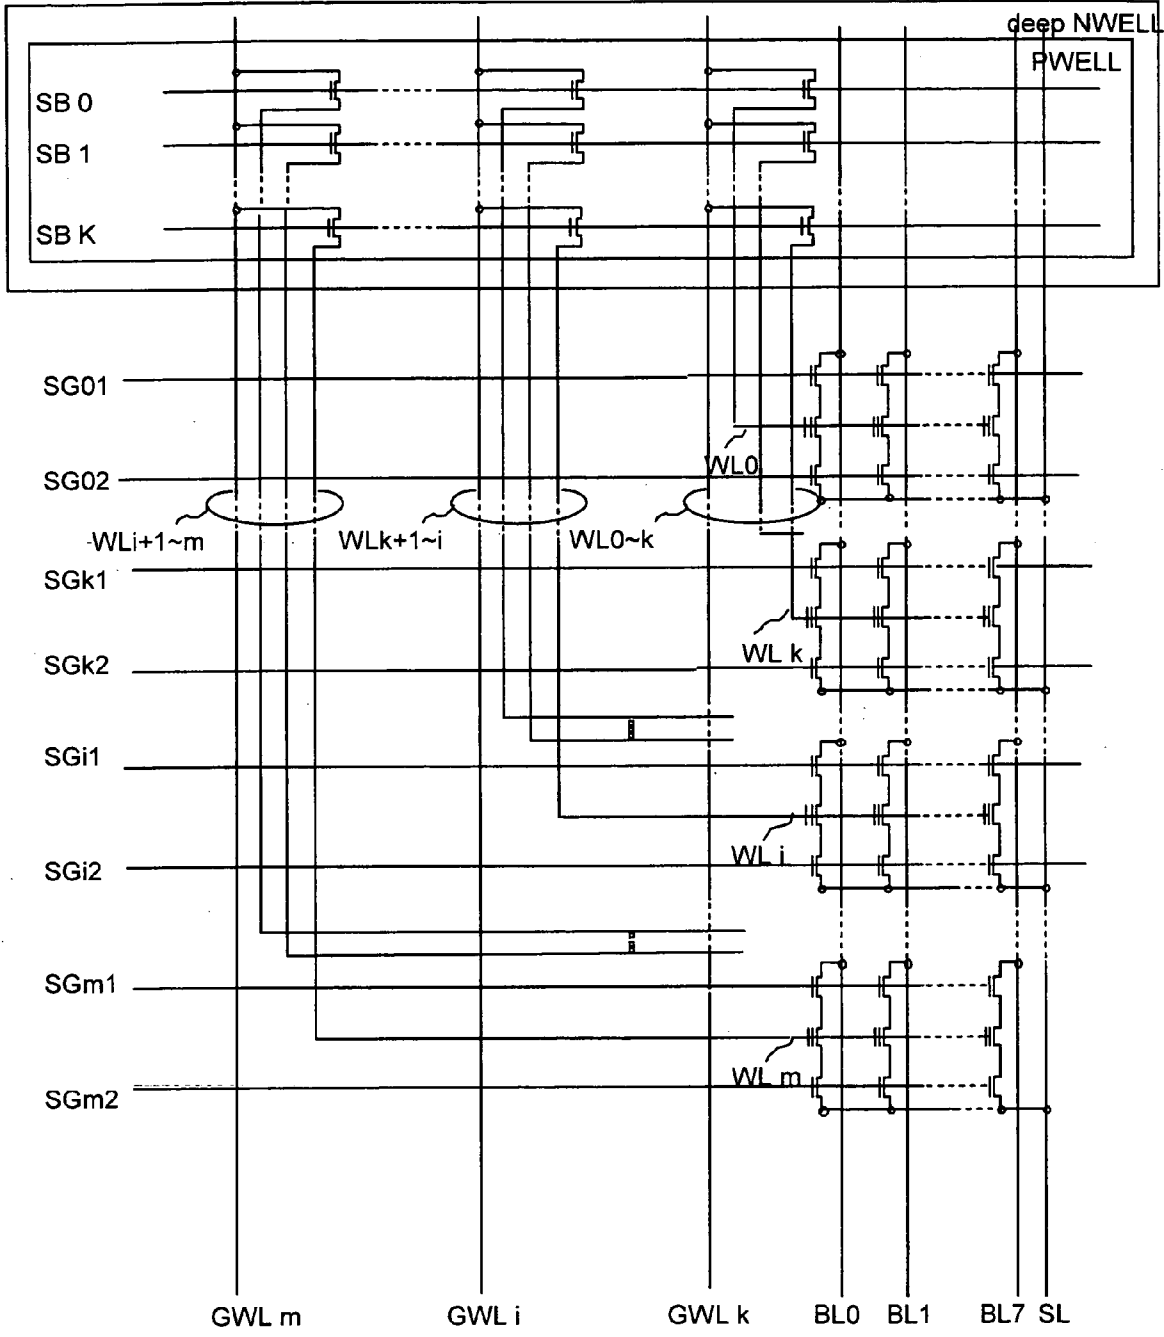 deep NWELL
PWELL
SB 0
SB 1
SB K
SG01
WL0
SG02
WLi+1~m
WLk+1~i
WL0~k
SGk1
WL k
SGk2
SGi1
WL i
SGi2
SGm1
WL m
SGm2
GWL m
GWL i
GWL k
BL0
BL1
BL7
SL